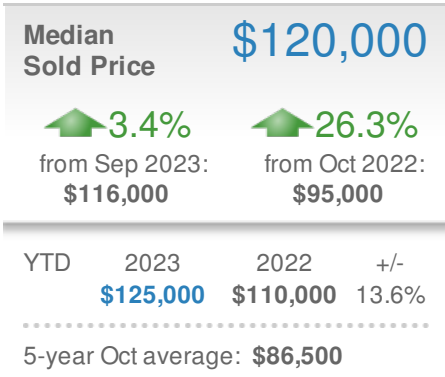 Median $120,000
Sold Price
3.4% 26.3%
from Sep 2023: from Oct 2022:
$116,000 $95,000
YTD 2023 2022 +/-
$125,000 $110,000 13.6%
5-year Oct average: $86,500